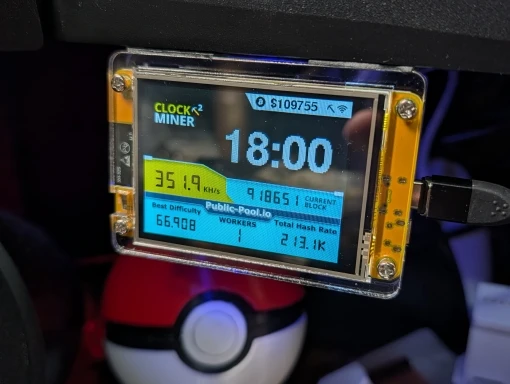 $109755
CLOCK 2
MINER
18:00
351.9 KH/s
918651 CURRENT
BLOCK
Public-Pool.io
Best Difficulty WORKERS Total Hash Rate
66.908 1 213.1K